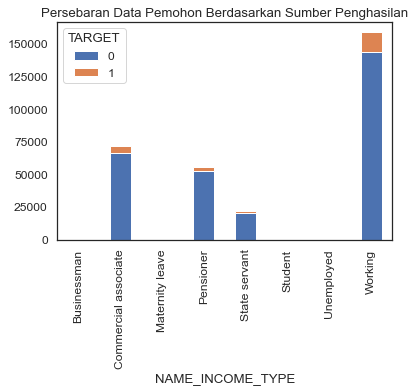 Persebaran Data Pemohon Berdasarkan Sumber Penghasilan
TARGET
0
1
150000
125000
100000
75000
50000
25000
0
Businessman
Commercial associate
Maternity leave
Pensioner
State servant
Student
Unemployed
Working
NAME_INCOME_TYPE